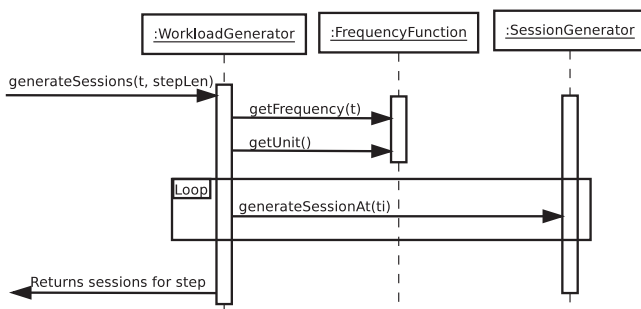 :WorkloadGenerator
:FrequencyFunction
:SessionGenerator
generateSessions(t, stepLen)
getFrequency(t)
getUnit()
Loop
generateSessionAt(ti)
Returns sessions for step